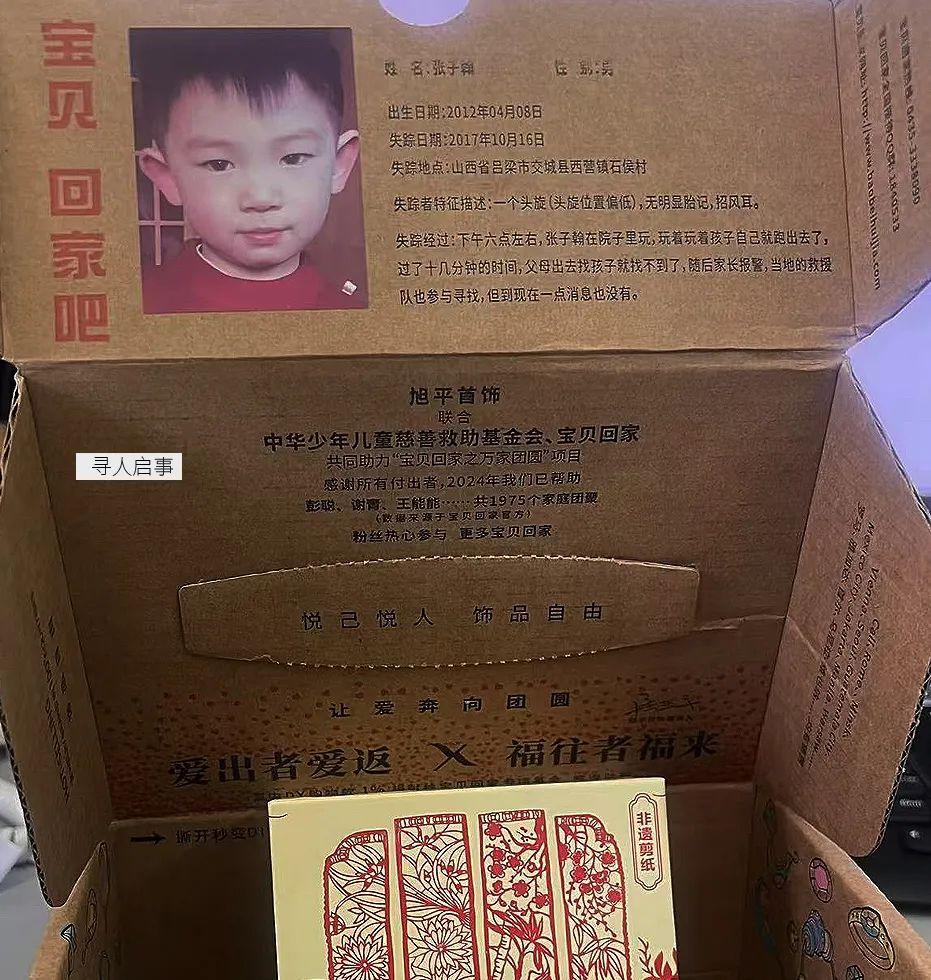 宝贝回家吧
姓 名:张子翰 性 别:男
出生日期:2012年04月08日
失踪日期:2017年10月16日
失踪地点:山西省吕梁市交城县西营镇石侯村
失踪者特征描述:一个头旋(头旋位置偏低),无明显胎记,招风耳。
失踪经过:下午六点左右,张子翰在院子里玩,玩着玩着孩子自己就跑出去了,
过了十几分钟的时间,父母出去找孩子就找不到了,随后家长报警,当地的救援
队也参与寻找,但到现在一点消息也没有。
旭平首饰
联合
中华少年儿童慈善救助基金会、宝贝回家
共同助力“宝贝回家之万家团圆”项目
寻人启事
感谢所有付出者,2024年我们已帮助
彭聪、谢霄、王能能……共1975个家庭团聚
(数据来源于宝贝回家官方)
粉丝热心参与 更多宝贝回家
悦己悦人 饰品自由
让爱奔向团圆
爱出者爱返 X 福往者福来
撕开秒变DI
非遗剪纸